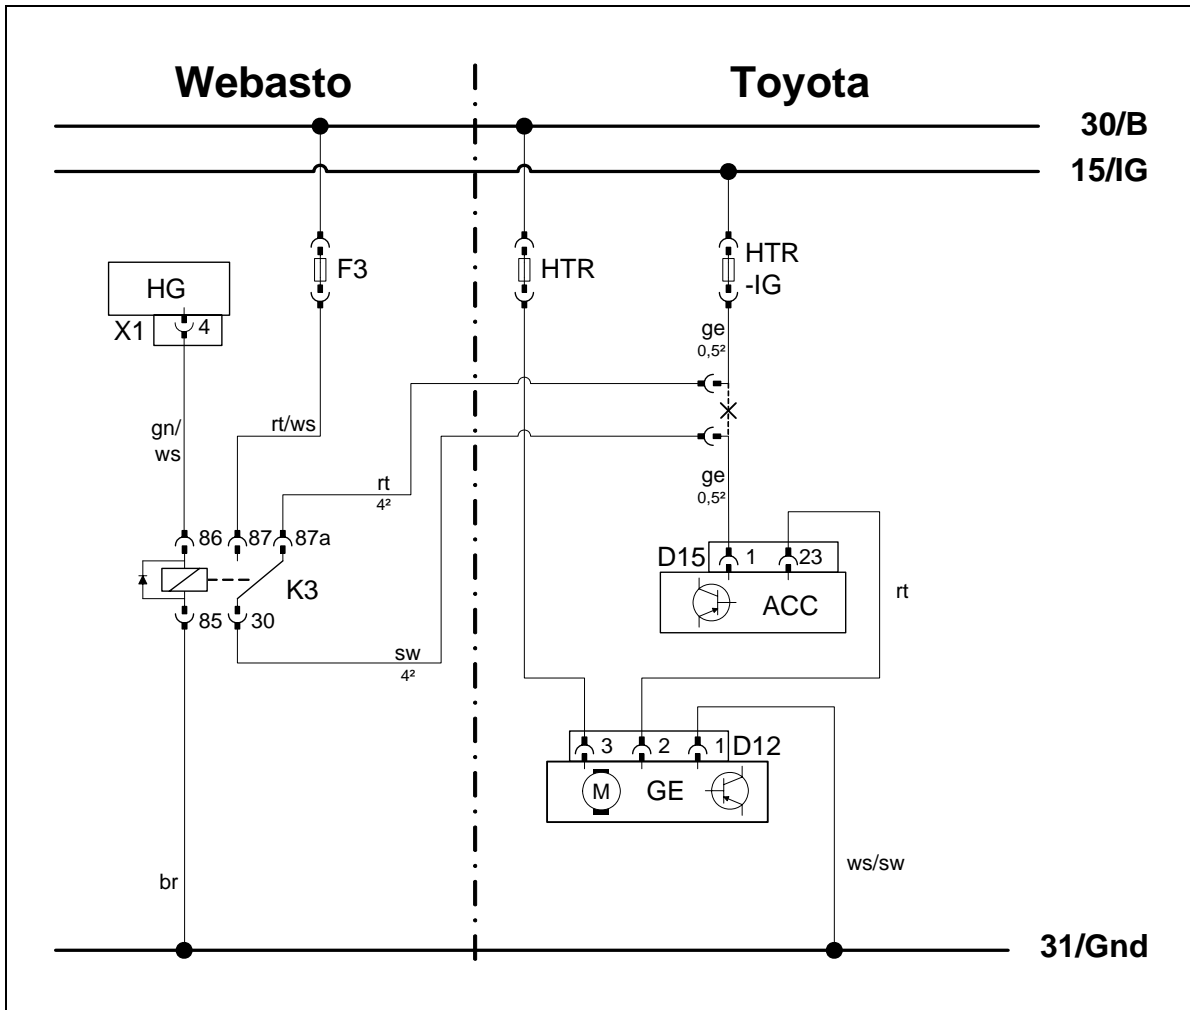 Webasto
Toyota
30/B
15/IG
F3
HTR
HTR
-IG
HG
X1
4
ge
0,5²
gn/
ws
rt/ws
rt
4²
ge
0,5²
86
87
87a
D15
1
23
K3
ACC
rt
85
30
sw
4²
3
2
1
D12
M
GE
ws/sw
br
31/Gnd